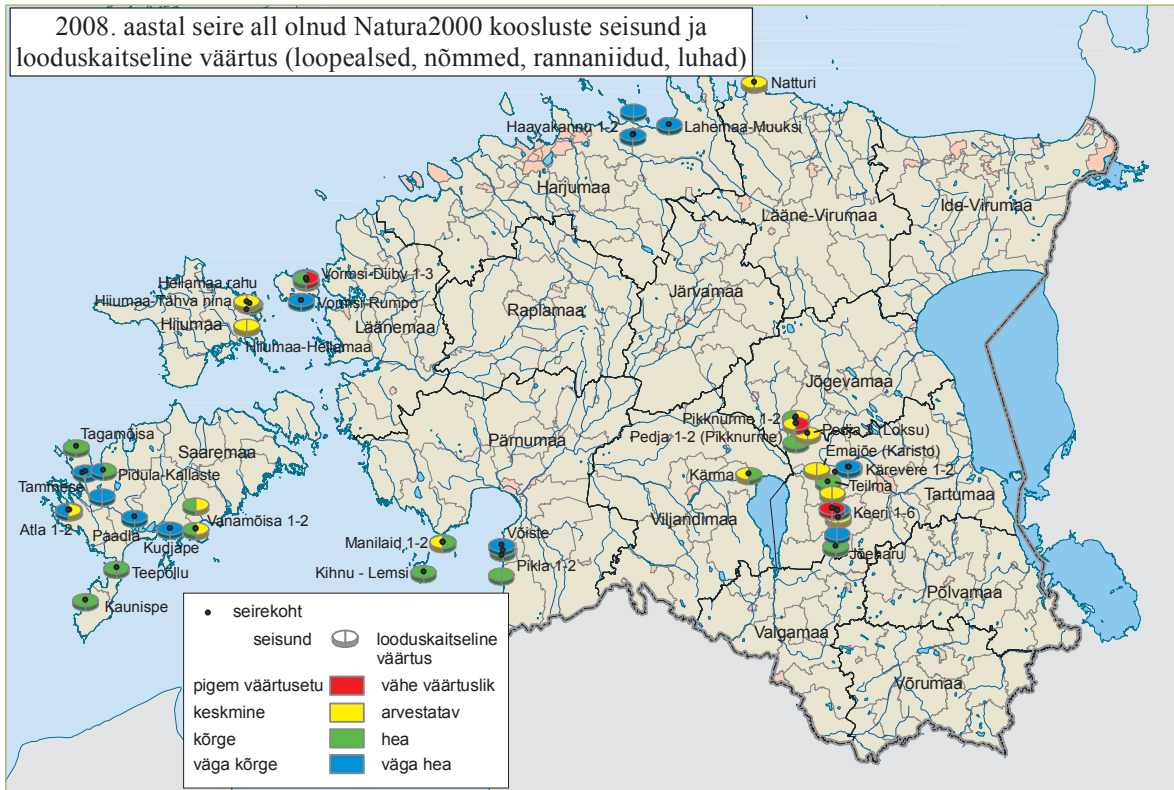 2008. aastal seire all olnud Natura2000 koosluste seisund ja
looduskaitseline väärtus (loopealsed, nõmmed, rannaniidud, luhad)
Natturi
Haavakannu 1-2
Lahemaa-Muuksi
Harjumaa
Lääne-Virumaa
Ida-Virumaa
Vormsi-Diiby 1-3
Hellamaa rahu
Hiiumaa-Tahva nina
Vormsi-Rumpo
Hiiumaa
Läänemaa
Hiiumaa-Hellamaa
Raplamaa
Järvamaa
Jõgevamaa
Pikknurme 1-2
Pedja 3 (Loksu)
Pedja 1-2 (Pikknurme)
Emajõe (Karisto)
Kärevere 1-2
Kärma
Teilma
Tartumaa
Keeri 1-6
Viljandimaa
Jõeharu
Tagamõisa
Saaremaa
Pärnumaa
Pidula-Kallaste
Tammese
Atla 1-2
Paadla
Kudjape
Vanamõisa 1-2
Manilaid 1-2
Võiste
Kihnu - Lemsi
Pikla 1-2
Teepollu
Kaunispe
Põlvamaa
Valgamaa
Võrumaa
seirekoht
seisund looduskaitseline
väärtus
pigem väärtusetu vähe väärtuslik
keskmine arvestatav
kõrge hea
väga kõrge väga hea